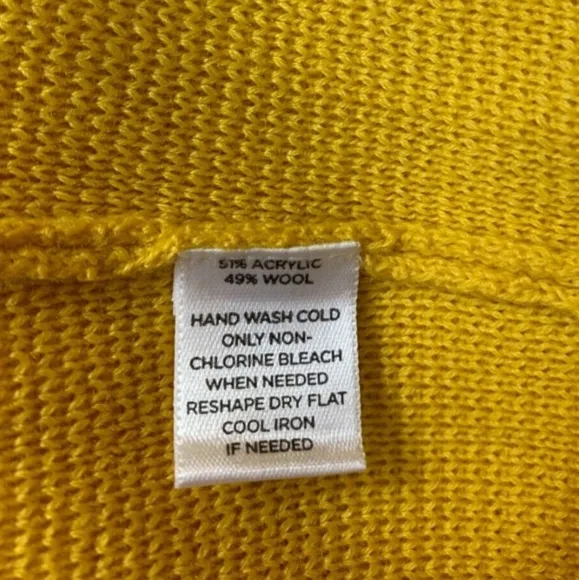 51% ACRYLIC
49% WOOL
HAND WASH COLD
ONLY NON-
CHLORINE BLEACH
WHEN NEEDED
RESHAPE DRY FLAT
COOL IRON
IF NEEDED